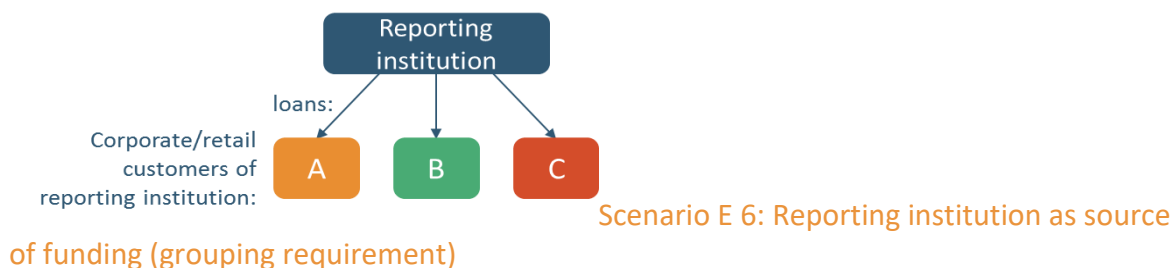 Reporting
institution
loans:
Corporate/retail
customers of
reporting institution:
A
B
C
Scenario E 6: Reporting institution as source
of funding (grouping requirement)